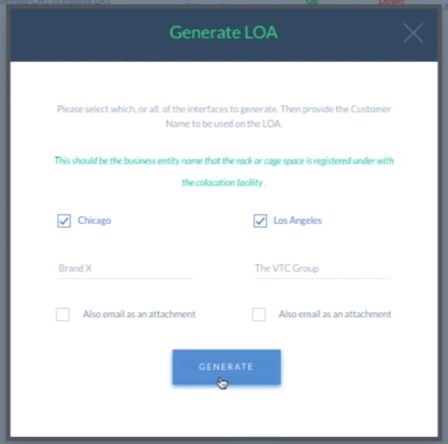 Generate LOA
Please select which, or all, of the interfaces to generate. Then provide the Customer
Name to be used on the LOA.
This should be the business entity name that the rack or cage space is registered under with
the colocation facility .
Chicago
Los Angeles
Brand X
The VTC Group
Also email as an attachment
Also email as an attachment
GENERATE